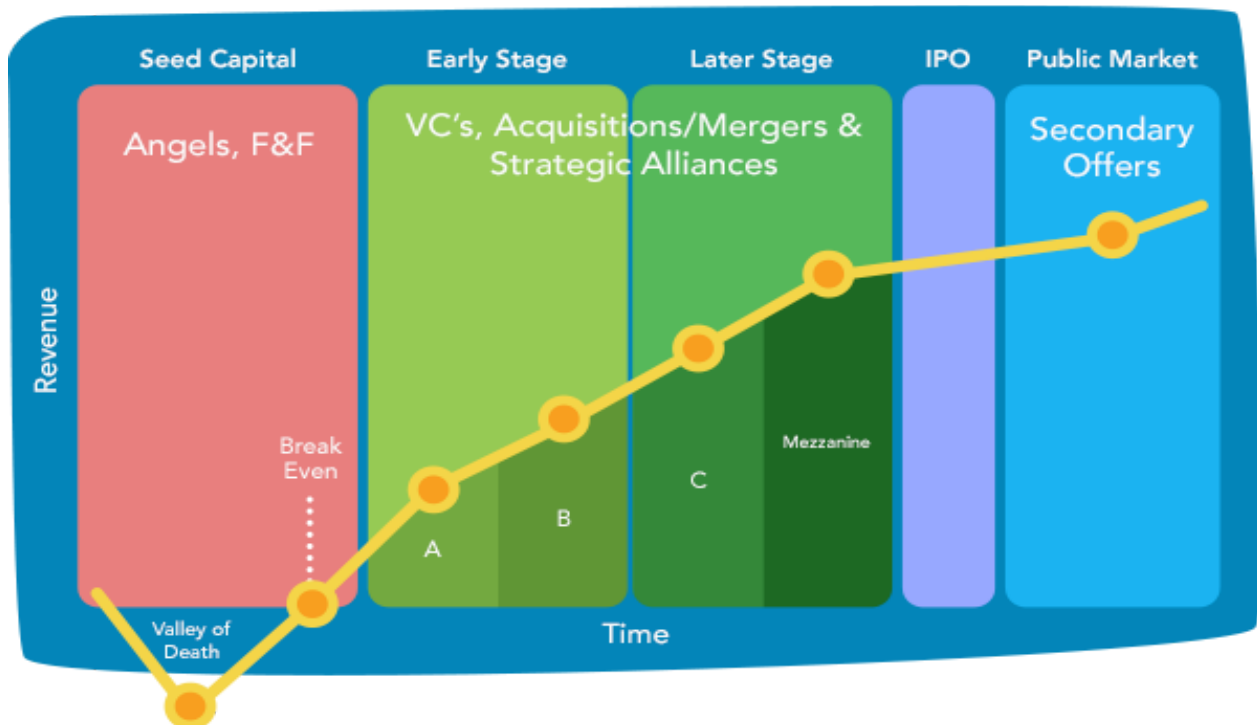 Seed Capital
Early Stage
Later Stage
IPO
Public Market
Angels, F&F
VC's, Acquisitions/Mergers &
Strategic Alliances
Secondary
Offers
Revenue
Break
Even
Mezzanine
C
B
A
Valley of
Death
Time